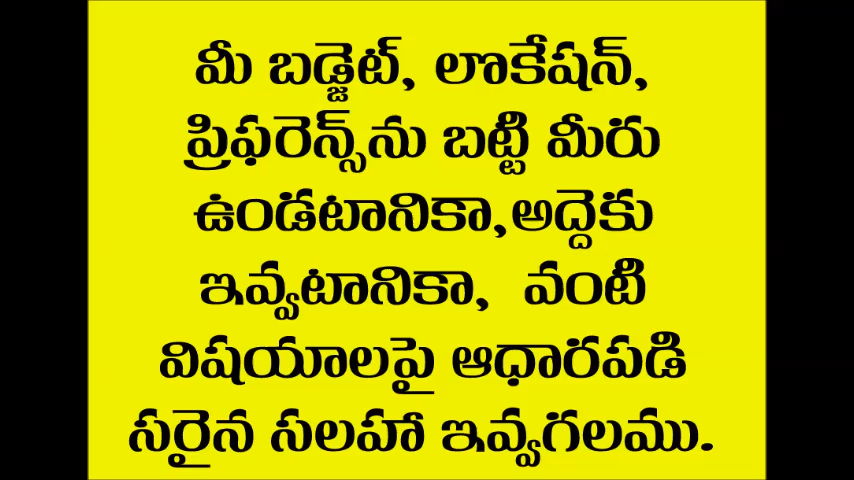 మీ బడ్జెట్, లొకేషన్,
ప్రిఫరెన్స్‌ను బట్టి మీరు
ఉండటానికా,అద్దెకు
ఇవ్వటానికా, వంటి
విషయాలపై ఆధారపడి
సరైన సలహా ఇవ్వగలము.